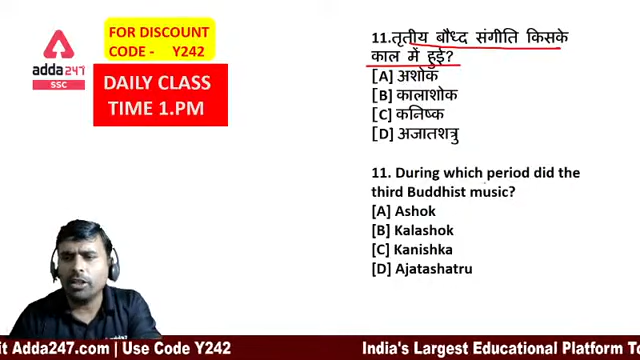 FOR DISCOUNT
CODE - Y242
adda247
SSC
DAILY CLASS
TIME 1.PM
11.तृतीय बौध्द संगीति किसके
काल में हुई?
[A] अशोक
[B] कालाशोक
[C] कनिष्क
[D] अजातशत्रु
11. During which period did the
third Buddhist music?
[A] Ashok
[B] Kalashok
[C] Kanishka
[D] Ajatashatru
it Adda247.com | Use Code Y242
India's Largest Educational Platform To